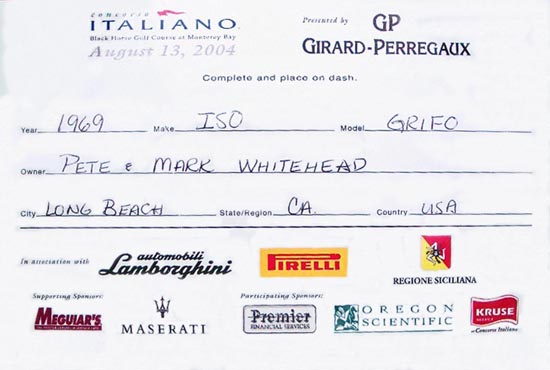 concorso Presented by GP
ITALIANO
Black Horse Golf Course at Monterey Bay GIRARD-PERREGAUX
August 13, 2004
Complete and place on dash.
Year 1969 Make ISO Model GRIFO
Owner PETE & MARK WHITEHEAD
City LONG BEACH State/Region CA. Country USA
In association with automobili Lamborghini PIRELLI REGIONE SICILIANA
Supporting Sponsors: Participating Sponsors:
MEGUIAR'S MASERATI Premier FINANCIAL SERVICES OREGON SCIENTIFIC KRUSE
at Concorso Italiano